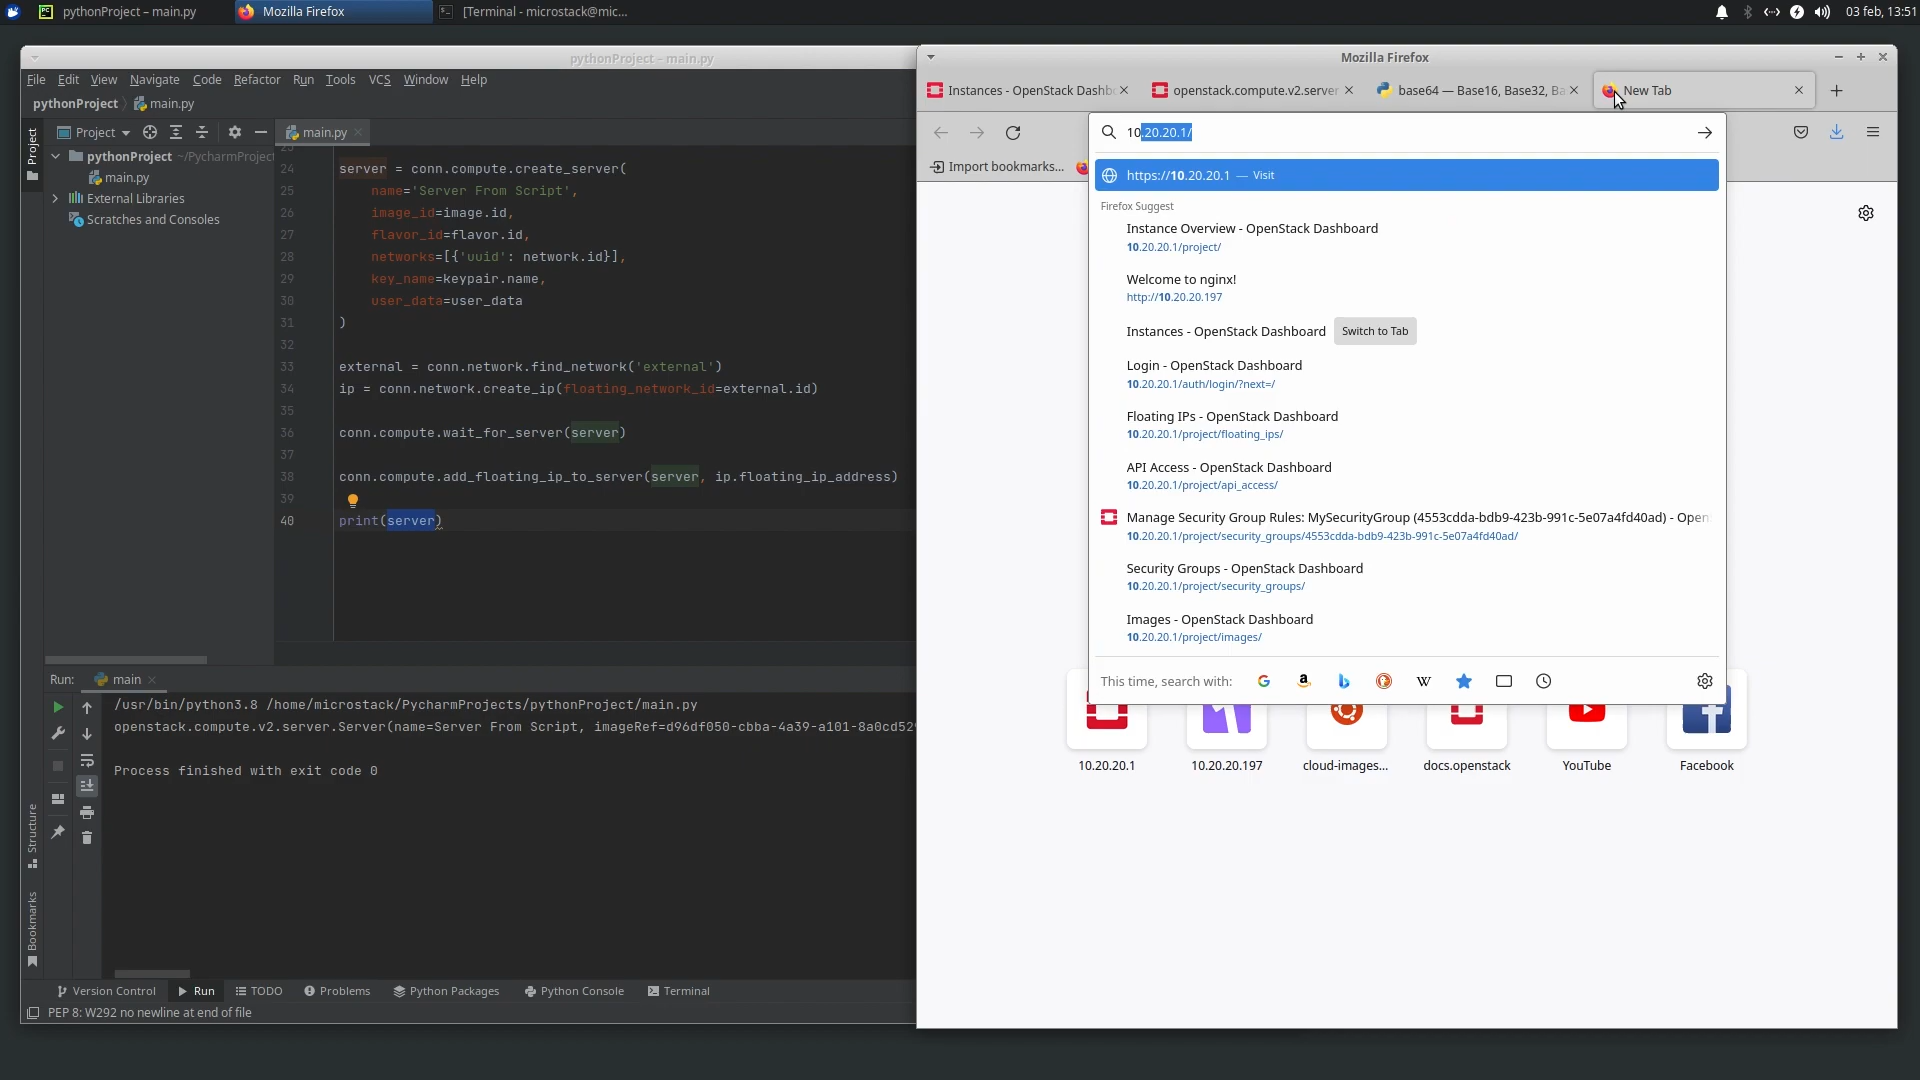 pythonProject – main.py
Mozilla Firefox
[Terminal - microstack@mic...
03 feb, 13:51
pythonProject – main.py
File Edit View Navigate Code Refactor Run Tools VCS Window Help
pythonProject
main.py
Project
Project
main.py
pythonProject ~/PycharmProject
main.py
External Libraries
Scratches and Consoles
23
24 server = conn.compute.create_server(
25 name='Server From Script',
26 image_id=image.id,
27 flavor_id=flavor.id,
28 networks=[{'uuid': network.id}],
29 key_name=keypair.name,
30 user_data=user_data
31 )
32
33 external = conn.network.find_network('external')
34 ip = conn.network.create_ip(floating_network_id=external.id)
35
36 conn.compute.wait_for_server(server)
37
38 conn.compute.add_floating_ip_to_server(server, ip.floating_ip_address)
39
40 print(server)
Run:
main
/usr/bin/python3.8 /home/microstack/PycharmProjects/pythonProject/main.py
openstack.compute.v2.server.Server(name=Server From Script, imageRef=d96df050-cbba-4a39-a101-8a0cd529
Process finished with exit code 0
Structure
Bookmarks
Version Control
Run
TODO
Problems
Python Packages
Python Console
Terminal
PEP 8: W292 no newline at end of file
Mozilla Firefox
Instances - OpenStack Dashbo
openstack.compute.v2.server
base64 — Base16, Base32, Ba
New Tab
10.20.20.1/
Import bookmarks...
https://10.20.20.1 — Visit
Firefox Suggest
Instance Overview - OpenStack Dashboard
10.20.20.1/project/
Welcome to nginx!
http://10.20.20.197
Instances - OpenStack Dashboard
Switch to Tab
Login - OpenStack Dashboard
10.20.20.1/auth/login/?next=/
Floating IPs - OpenStack Dashboard
10.20.20.1/project/floating_ips/
API Access - OpenStack Dashboard
10.20.20.1/project/api_access/
Manage Security Group Rules: MySecurityGroup (4553cdda-bdb9-423b-991c-5e07a4fd40ad) - Open
10.20.20.1/project/security_groups/4553cdda-bdb9-423b-991c-5e07a4fd40ad/
Security Groups - OpenStack Dashboard
10.20.20.1/project/security_groups/
Images - OpenStack Dashboard
10.20.20.1/project/images/
This time, search with:
10.20.20.1
10.20.20.197
cloud-images...
docs.openstack
YouTube
Facebook